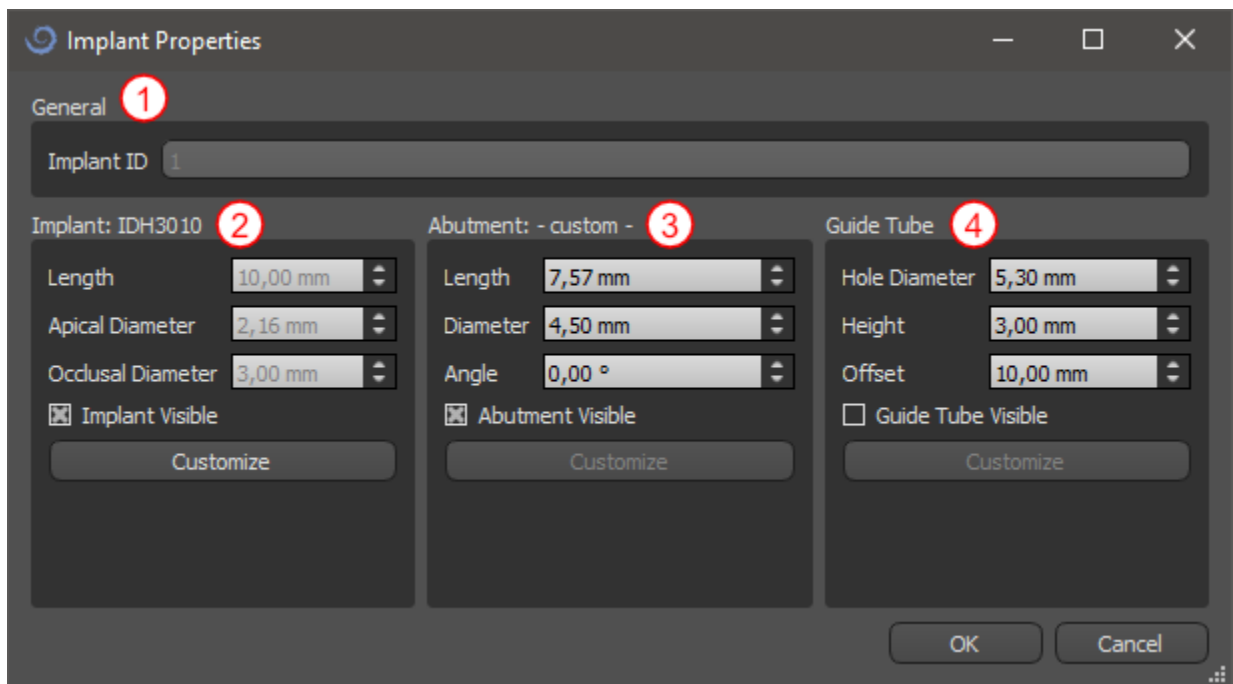 Implant Properties
General 1
Implant ID 1
Implant: IDH3010 2
Length 10,00 mm
Apical Diameter 2,16 mm
Occlusal Diameter 3,00 mm
Implant Visible
Customize
Abutment: - custom - 3
Length 7,57 mm
Diameter 4,50 mm
Angle 0,00 °
Abutment Visible
Customize
Guide Tube 4
Hole Diameter 5,30 mm
Height 3,00 mm
Offset 10,00 mm
Guide Tube Visible
Customize
OK Cancel